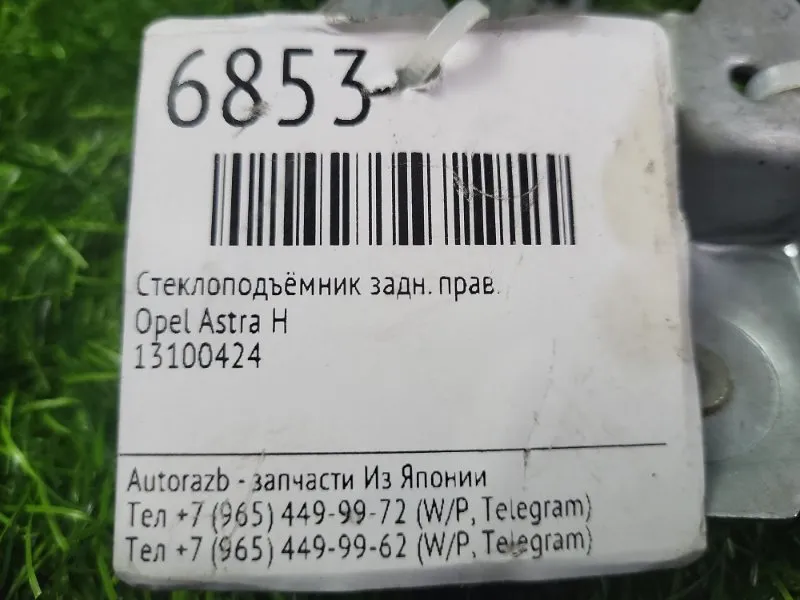 6853
Стеклоподъёмник задн. прав.
Opel Astra H
13100424
Autorazb - запчасти Из Японии
Тел +7 (965) 449-99-72 (W/P, Telegram)
Тел +7 (965) 449-99-62 (W/P, Telegram)